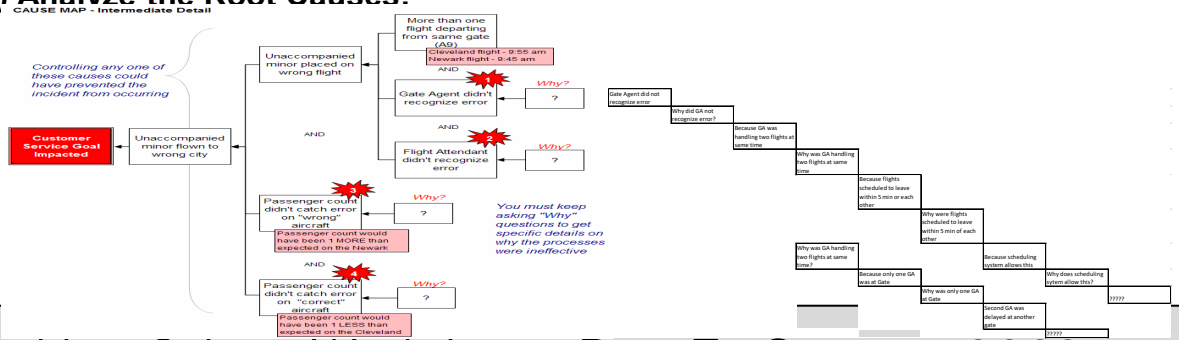 Analyze the Root Causes:
CAUSE MAP - Intermediate Detail
Controlling any one of
these causes could
have prevented the
incident from occurring
Customer
Service Goal
Impacted
Unaccompanied
minor flown to
wrong city
AND
Unaccompanied
minor placed on
wrong flight
More than one
flight departing
from same gate
(A9)
Cleveland flight - 9:55 am
Newark flight - 9:45 am
AND
1
Gate Agent didn't
recognize error
Why?
?
AND
2
Flight Attendant
didn't recognize
error
Why?
?
3
Passenger count
didn't catch error
on "wrong"
aircraft
Passenger count would
have been 1 MORE than
expected on the Newark
Why?
?
AND
4
Passenger count
didn't catch error
on "correct"
aircraft
Passenger count would
have been 1 LESS than
expected on the Cleveland
Why?
?
You must keep
asking "Why"
questions to get
specific details on
why the processes
were ineffective
Gate Agent did not
recognize error
Why did GA not
recognize error?
Because GA was
handling two flights at
same time
Why was GA handling
two flights at same
time
Because flights
scheduled to leave
within 5 min or each
other
Why were flights
scheduled to leave
within 5 min of each
other
Because scheduling
system allows this
Why does scheduling
sytem allow this?
?????
Why was GA handling
two flights at same
time?
Because only one GA
was at Gate
Why was only one GA
at Gate
Second GA was
delayed at another
gate
?????